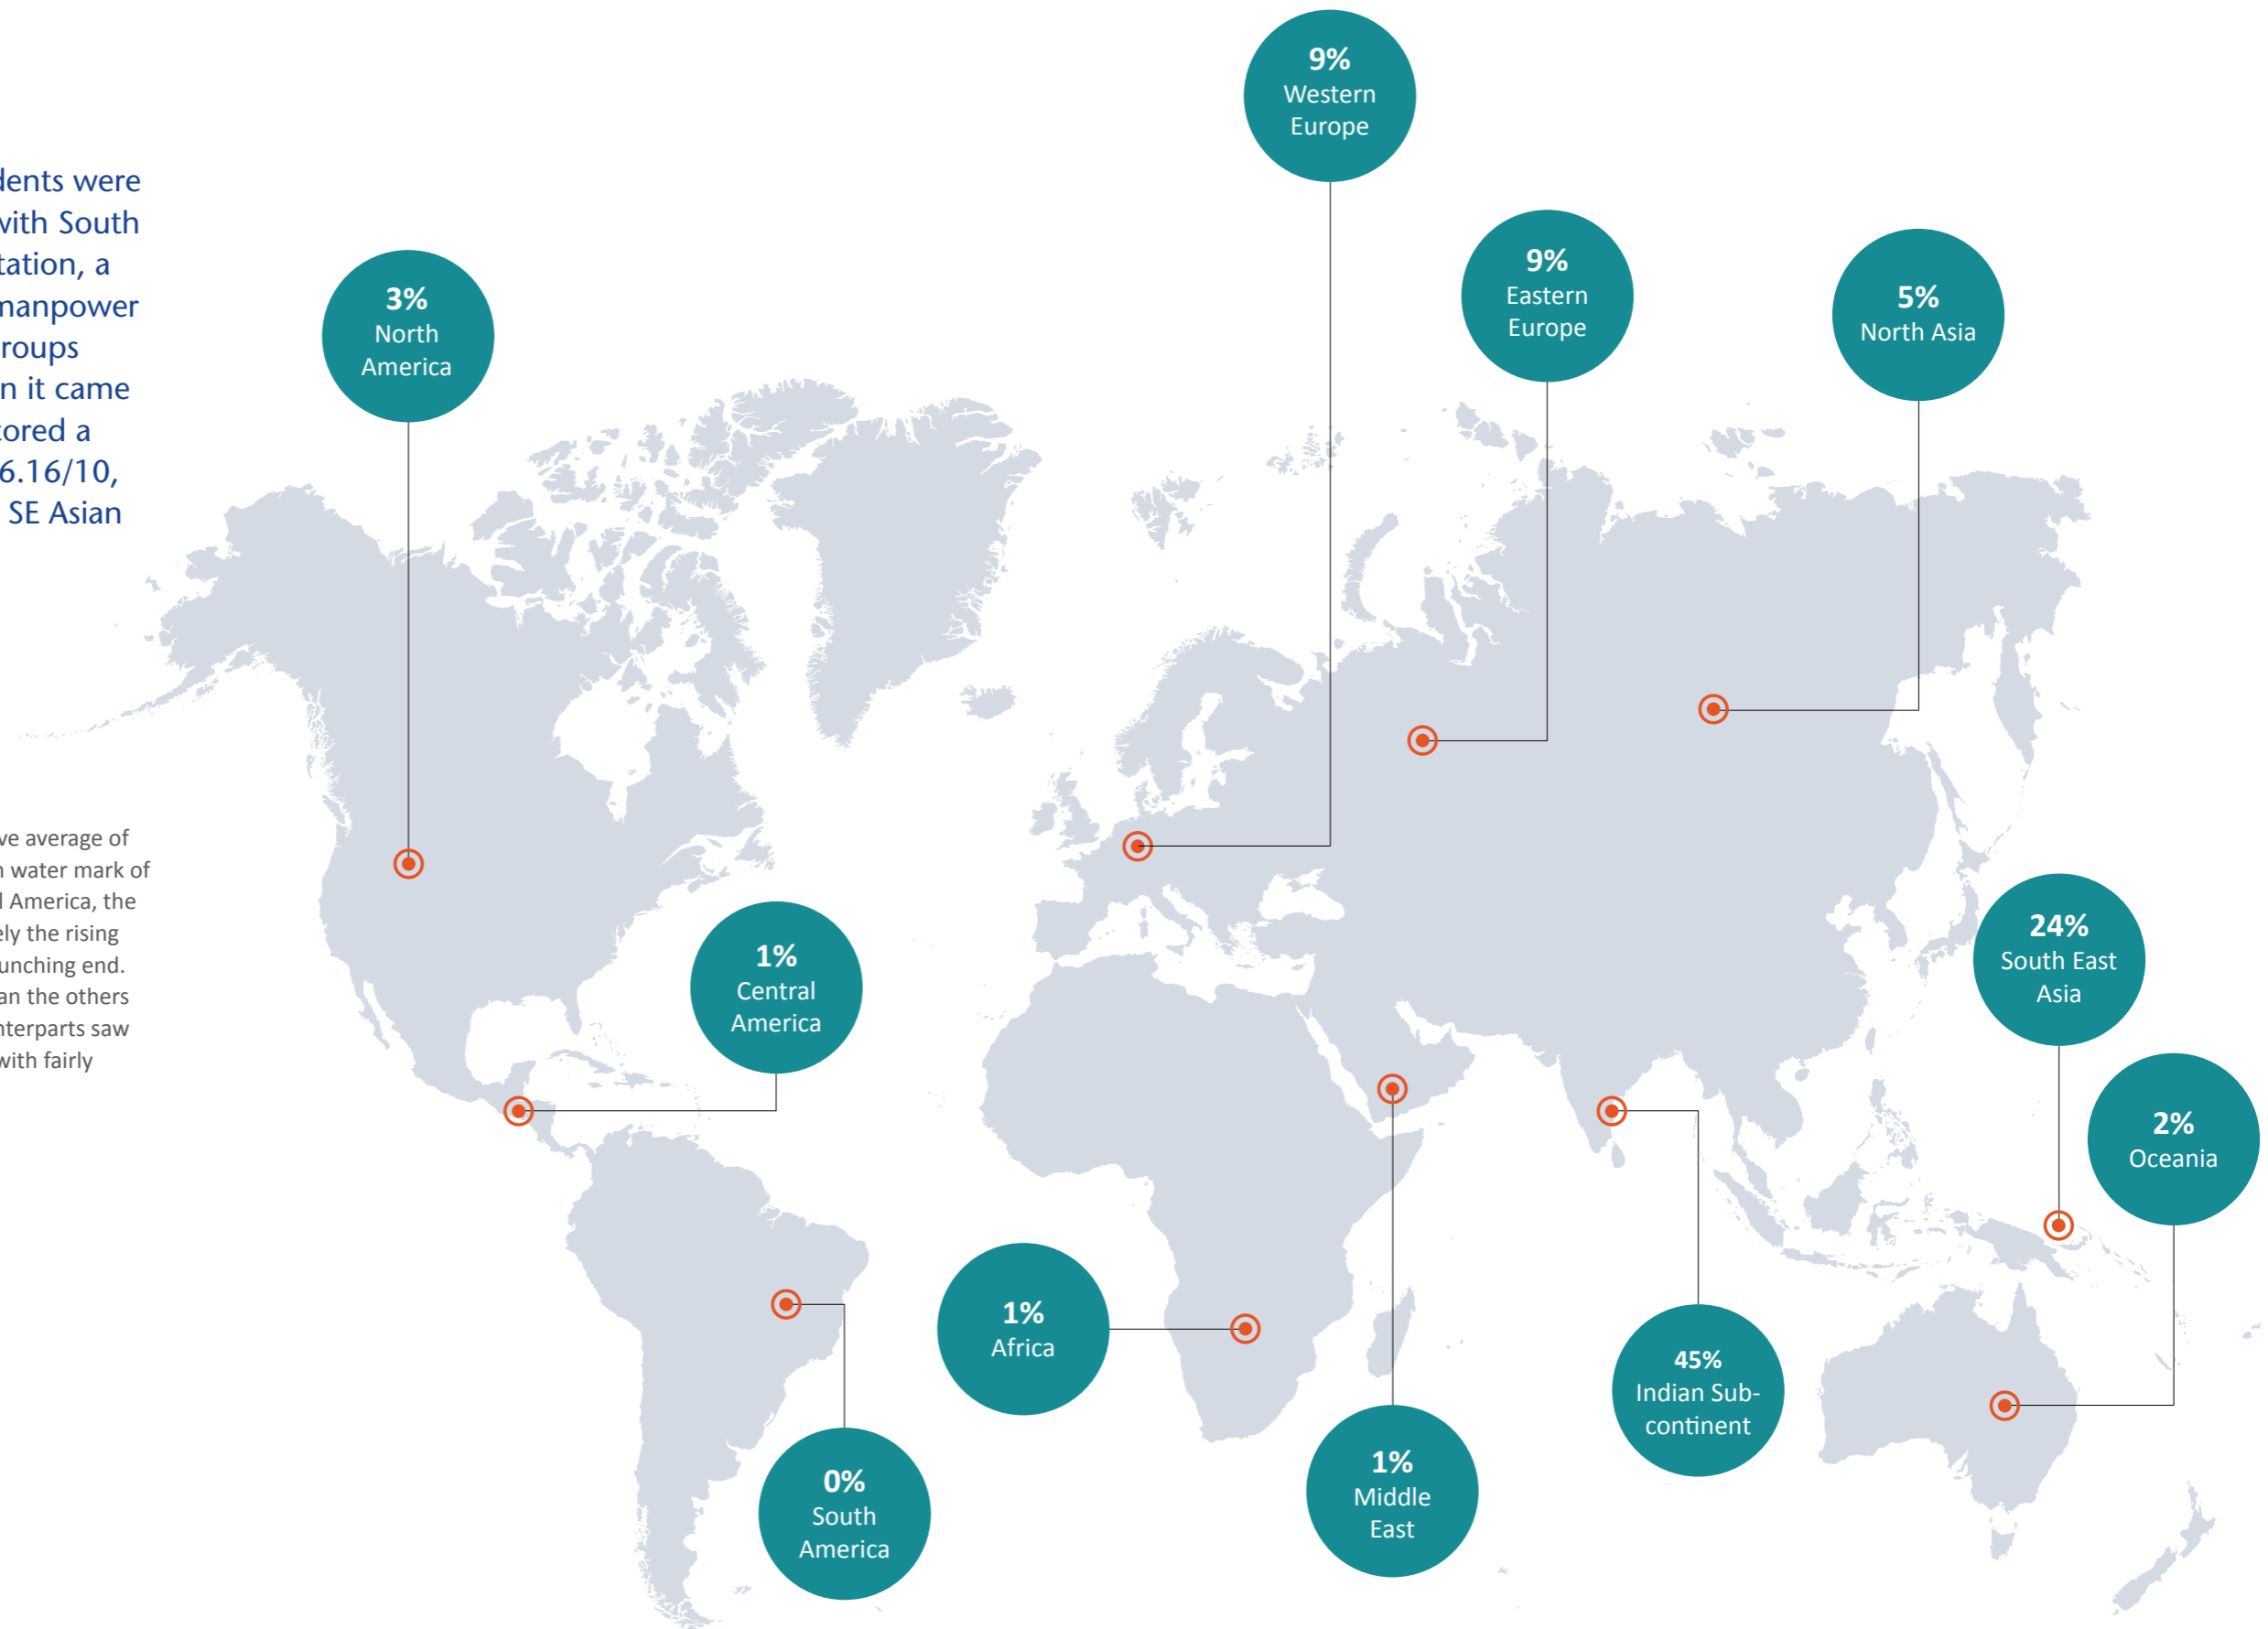 dents were
with South
tation, a
manpower
roups
n it came
cored a
6.16/10,
SE Asian
ve average of
n water mark of
l America, the
ely the rising
unching end.
an the others
nterparts saw
with fairly
9%
Western
Europe
3%
North
America
9%
Eastern
Europe
5%
North Asia
1%
Central
America
24%
South East
Asia
2%
Oceania
1%
Africa
45%
Indian Sub-
continent
0%
South
America
1%
Middle
East